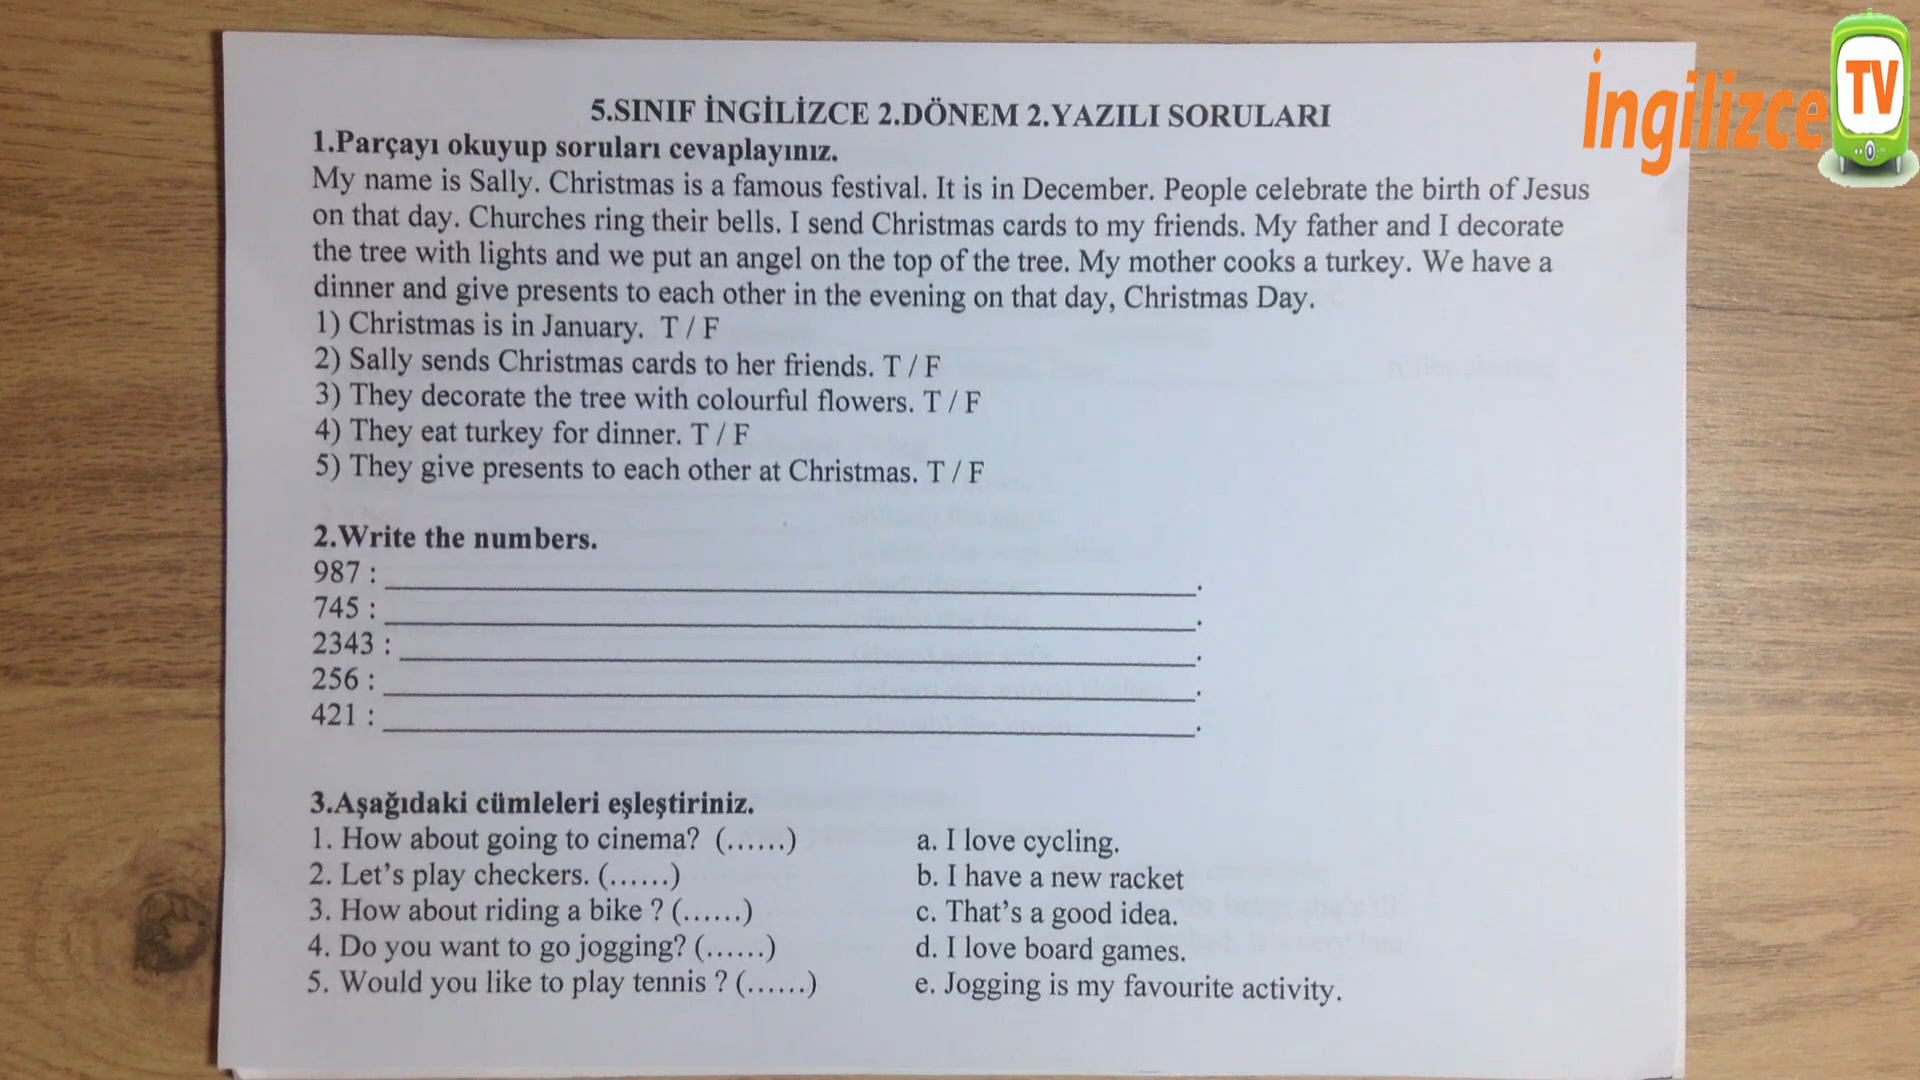 5.SINIF İNGİLİZCE 2.DÖNEM 2.YAZILI SORULARI
İngilizce TV
1.Parçayı okuyup soruları cevaplayınız.
My name is Sally. Christmas is a famous festival. It is in December. People celebrate the birth of Jesus
on that day. Churches ring their bells. I send Christmas cards to my friends. My father and I decorate
the tree with lights and we put an angel on the top of the tree. My mother cooks a turkey. We have a
dinner and give presents to each other in the evening on that day, Christmas Day.
1) Christmas is in January. T / F
2) Sally sends Christmas cards to her friends. T / F
3) They decorate the tree with colourful flowers. T / F
4) They eat turkey for dinner. T / F
5) They give presents to each other at Christmas. T / F
2.Write the numbers.
987 : ______________________________.
745 : ______________________________.
2343 : ______________________________.
256 : ______________________________.
421 : ______________________________.
3.Aşağıdaki cümleleri eşleştiriniz.
1. How about going to cinema? (......) a. I love cycling.
2. Let's play checkers. (......) b. I have a new racket
3. How about riding a bike ? (......) c. That's a good idea.
4. Do you want to go jogging? (......) d. I love board games.
5. Would you like to play tennis ? (......) e. Jogging is my favourite activity.